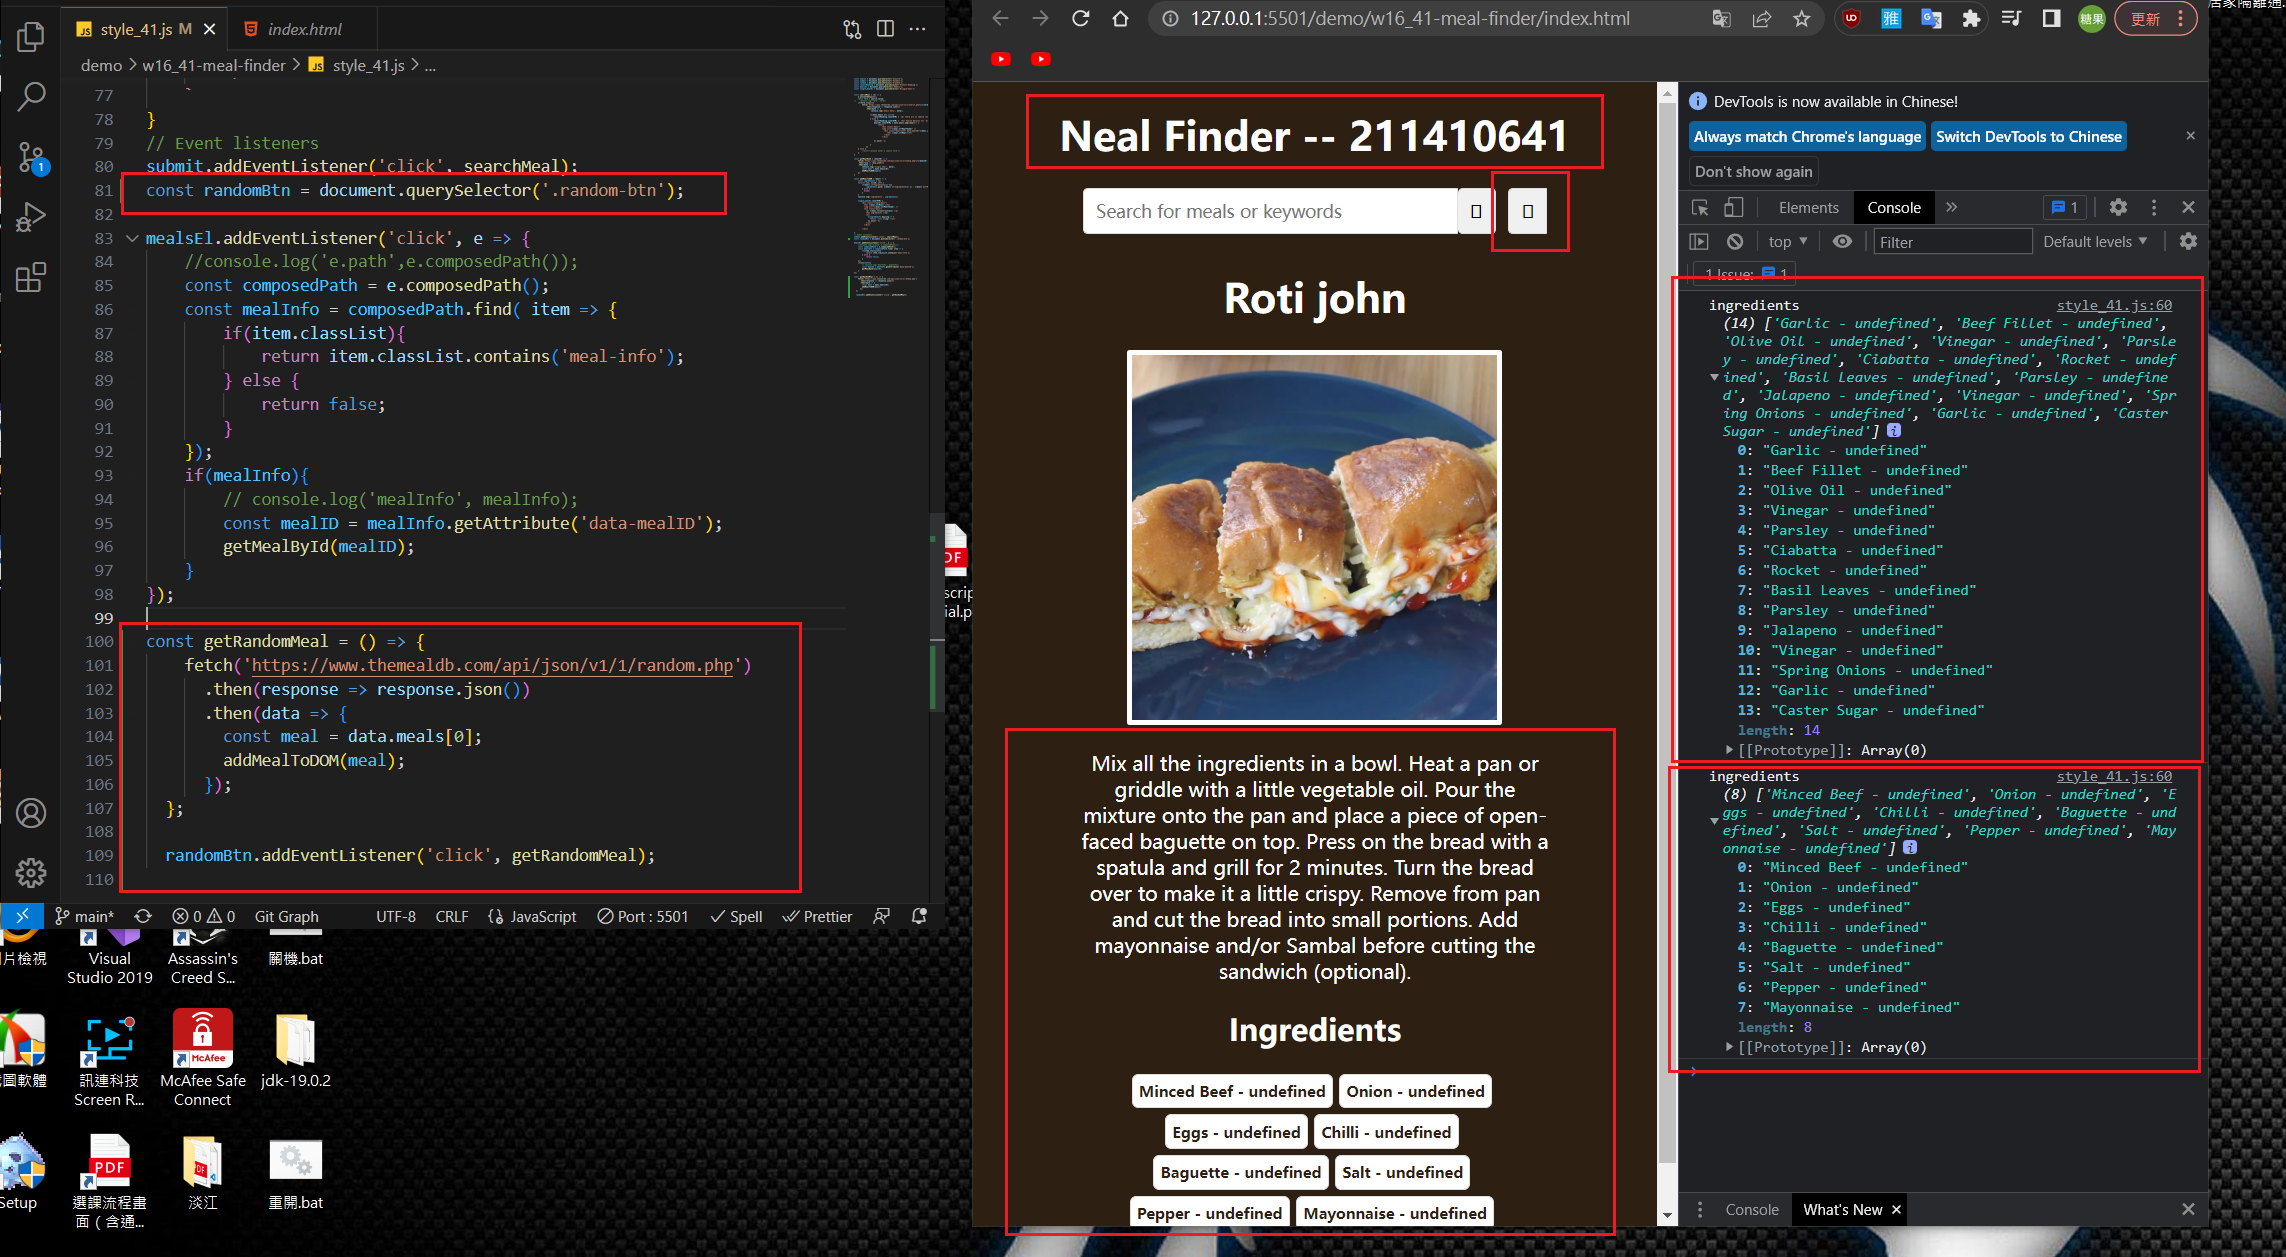 style_41.js M
index.html
demo > w16_41-meal-finder > style_41.js > ...
77 `
78 }
79 // Event listeners
80 submit.addEventListener('click', searchMeal);
81 const randomBtn = document.querySelector('.random-btn');
82
83 mealsEl.addEventListener('click', e => {
84 //console.log('e.path',e.composedPath());
85 const composedPath = e.composedPath();
86 const mealInfo = composedPath.find( item => {
87 if(item.classList){
88 return item.classList.contains('meal-info');
89 } else {
90 return false;
91 }
92 });
93 if(mealInfo){
94 // console.log('mealInfo', mealInfo);
95 const mealID = mealInfo.getAttribute('data-mealID');
96 getMealById(mealID);
97 }
98 });
99
100 const getRandomMeal = () => {
101 fetch('https://www.themealdb.com/api/json/v1/1/random.php')
102 .then(response => response.json())
103 .then(data => {
104 const meal = data.meals[0];
105 addMealToDOM(meal);
106 });
107 };
108
109 randomBtn.addEventListener('click', getRandomMeal);
110
1
main* 0 0 Git Graph UTF-8 CRLF JavaScript Port : 5501 Spell Prettier
片檢視
Visual Studio 2019
Assassin's Creed S...
關機.bat
圖軟體
訊連科技 Screen R...
McAfee
McAfee Safe Connect
jdk-19.0.2
Setup
PDF
選課流程畫面（含通...
淡江
重開.bat
127.0.0.1:5501/demo/w16_41-meal-finder/index.html
雅
糖果
更新
Neal Finder -- 211410641
Search for meals or keywords
Roti john
Mix all the ingredients in a bowl. Heat a pan or
griddle with a little vegetable oil. Pour the
mixture onto the pan and place a piece of open-
faced baguette on top. Press on the bread with a
spatula and grill for 2 minutes. Turn the bread
over to make it a little crispy. Remove from pan
and cut the bread into small portions. Add
mayonnaise and/or Sambal before cutting the
sandwich (optional).
Ingredients
Minced Beef - undefined Onion - undefined
Eggs - undefined Chilli - undefined
Baguette - undefined Salt - undefined
Pepper - undefined Mayonnaise - undefined
DevTools is now available in Chinese!
Always match Chrome's language Switch DevTools to Chinese
Don't show again
Elements Console 1
top Filter Default levels
1 Issue: 1
ingredients style_41.js:60
(14) ['Garlic - undefined', 'Beef Fillet - undefined',
'Olive Oil - undefined', 'Vinegar - undefined', 'Parsle
y - undefined', 'Ciabatta - undefined', 'Rocket - undef
ined', 'Basil Leaves - undefined', 'Parsley - undefine
d', 'Jalapeno - undefined', 'Vinegar - undefined', 'Spr
ing Onions - undefined', 'Garlic - undefined', 'Caster
Sugar - undefined']
0: "Garlic - undefined"
1: "Beef Fillet - undefined"
2: "Olive Oil - undefined"
3: "Vinegar - undefined"
4: "Parsley - undefined"
5: "Ciabatta - undefined"
6: "Rocket - undefined"
7: "Basil Leaves - undefined"
8: "Parsley - undefined"
9: "Jalapeno - undefined"
10: "Vinegar - undefined"
11: "Spring Onions - undefined"
12: "Garlic - undefined"
13: "Caster Sugar - undefined"
length: 14
[[Prototype]]: Array(0)
ingredients style_41.js:60
(8) ['Minced Beef - undefined', 'Onion - undefined', 'E
ggs - undefined', 'Chilli - undefined', 'Baguette - und
efined', 'Salt - undefined', 'Pepper - undefined', 'May
onnaise - undefined']
0: "Minced Beef - undefined"
1: "Onion - undefined"
2: "Eggs - undefined"
3: "Chilli - undefined"
4: "Baguette - undefined"
5: "Salt - undefined"
6: "Pepper - undefined"
7: "Mayonnaise - undefined"
length: 8
[[Prototype]]: Array(0)
Console What's New